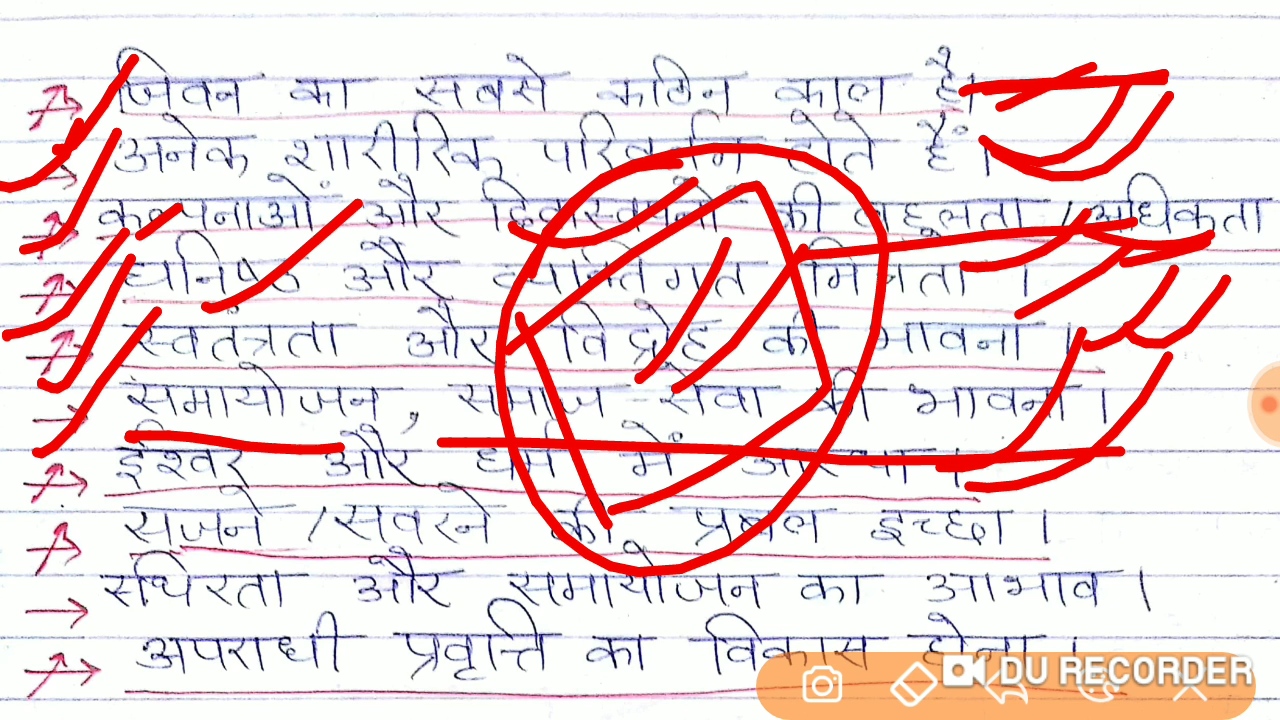 → जिवन का सबसे कठिन काल है।
→ अनेक शारीरिक परिवर्तन होते हैं।
→ कल्पनाओं और दिवास्वपनों की बहूलता / अधिकता
→ घनिष्ठ और व्यक्तिगत मित्रता ।
→ स्वतंत्रता और विद्रोह की भावना ।
→ समायोजन, समाज-सेवा की भावना ।
→ ईश्वर और धर्म में आस्था ।
→ सजने / सवरने की प्रबल इच्छा ।
→ स्थिरता और समायोजन का आभाव ।
→ अपराधी प्रवृत्ति का विकास होना ।
DU RECORDER